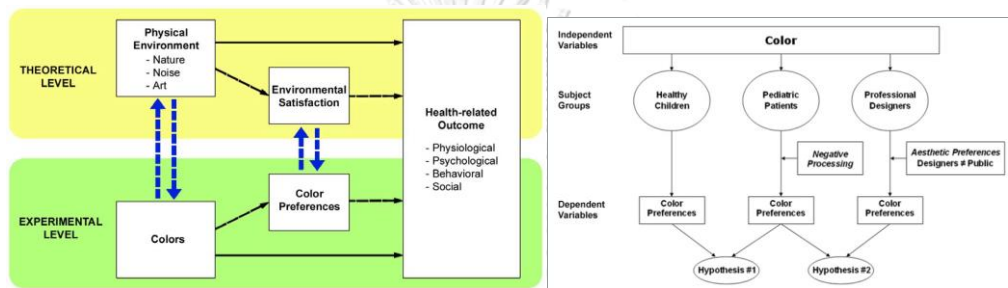 THEORETICAL
LEVEL
Physical
Environment
- Nature
- Noise
- Art
Environmental
Satisfaction
Health-related
Outcome
- Physiological
- Psychological
- Behavioral
- Social
EXPERIMENTAL
LEVEL
Colors
Color
Preferences
Independent
Variables
Color
Subject
Groups
Healthy
Children
Pediatric
Patients
Professional
Designers
Negative
Processing
Aesthetic Preferences
Designers ≠ Public
Dependent
Variables
Color
Preferences
Color
Preferences
Color
Preferences
Hypothesis #1
Hypothesis #2